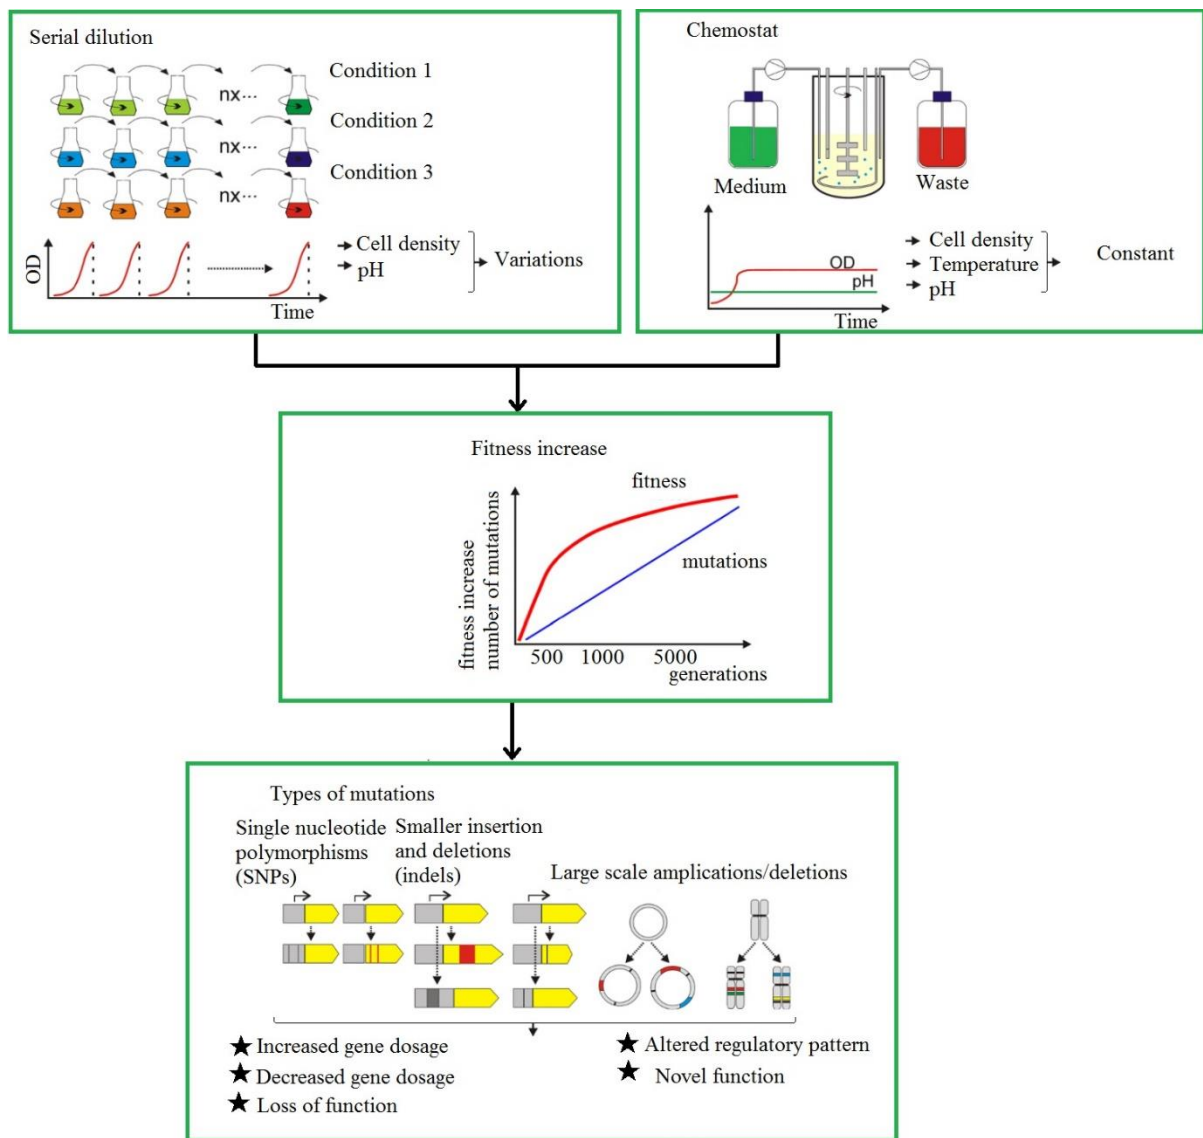 Serial dilution
Condition 1
nx···
Condition 2
nx···
Condition 3
nx···
OD
Time
Cell density
pH
Variations
Chemostat
Medium
Waste
OD
pH
Time
Cell density
Temperature
pH
Constant
Fitness increase
fitness
mutations
fitness increase
number of mutations
500 1000 5000
generations
Types of mutations
Single nucleotide
polymorphisms
(SNPs)
Smaller insertion
and deletions
(indels)
Large scale amplications/deletions
Increased gene dosage
Decreased gene dosage
Loss of function
Altered regulatory pattern
Novel function